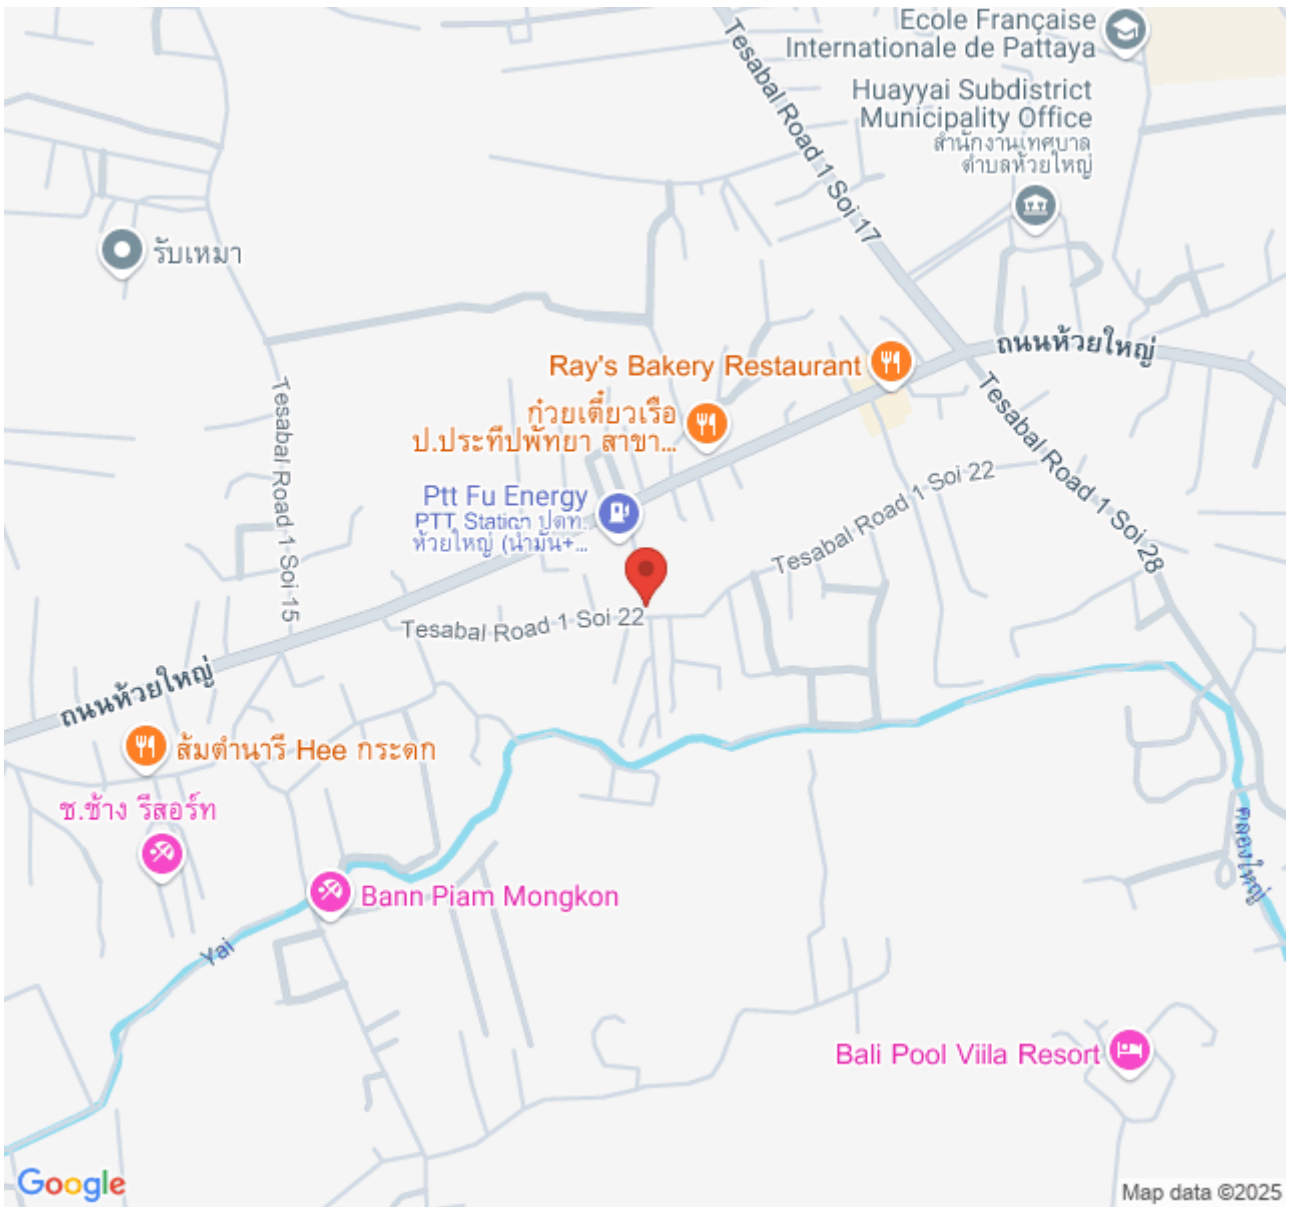 Ecole Française
Internationale de Pattaya
Tesabal Road 1 Soi 17
Huayyai Subdistrict
Municipality Office
สำนักงานเทศบาล
ตำบลห้วยใหญ่
รับเหมา
ถนนห้วยใหญ่
Ray's Bakery Restaurant
Tesabal Road 1 Soi 15
ก๋วยเตี๋ยวเรือ
ป.ประทีปพัทยา สาขา...
Tesabal Road 1 Soi 28
Tesabal Road 1 Soi 22
Ptt Fu Energy
PTT Station ปตท.
ห้วยใหญ่ (น้ำมัน+...
Tesabal Road 1 Soi 22
ถนนห้วยใหญ่
ส้มตำนารี Hee กระดก
ช.ช้าง รีสอร์ท
คลองใหญ่
Bann Piam Mongkon
Yai
Bali Pool Viila Resort
Google
Map data ©2025